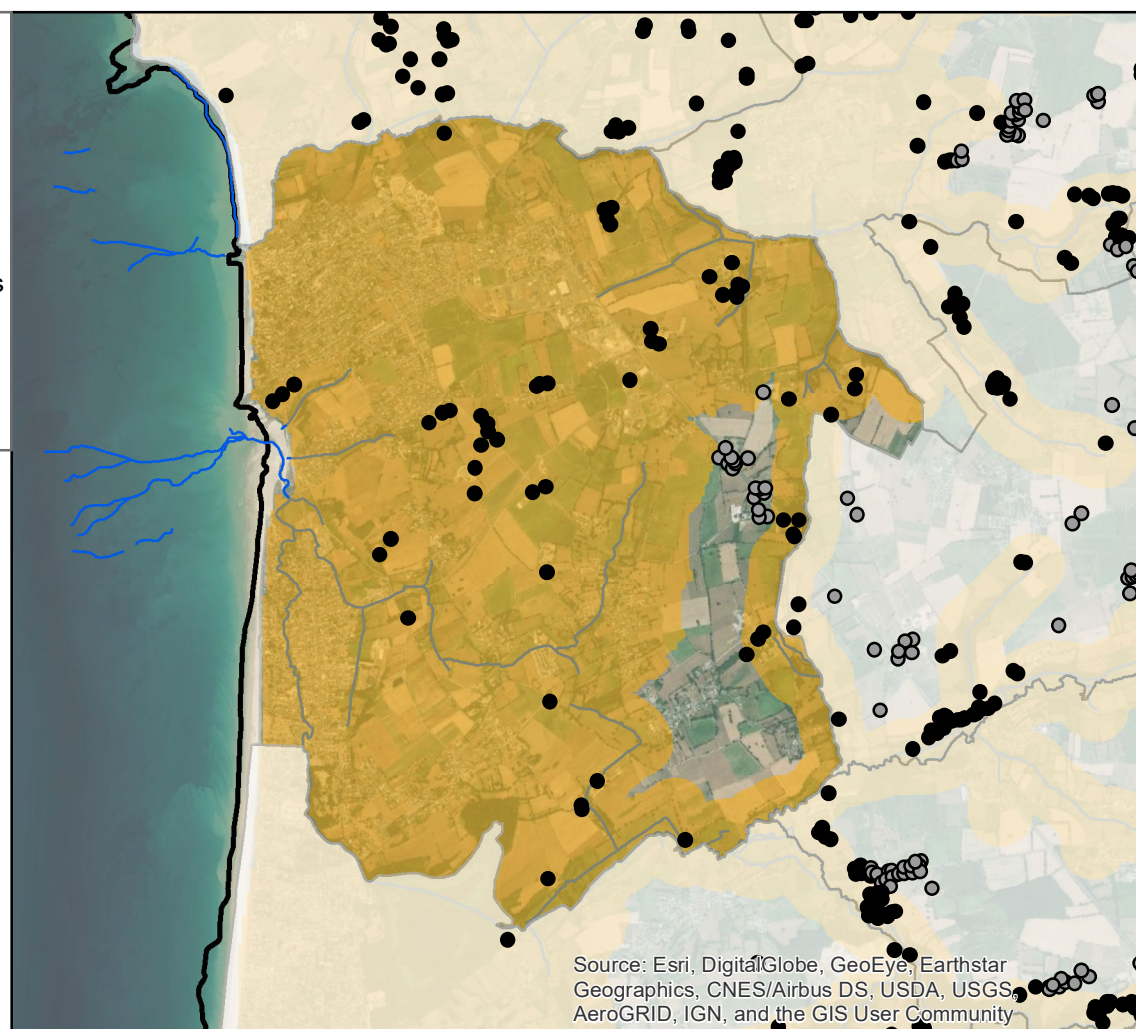 s
Source: Esri, DigitalGlobe, GeoEye, Earthstar
Geographics, CNES/Airbus DS, USDA, USGS,
AeroGRID, IGN, and the GIS User Community